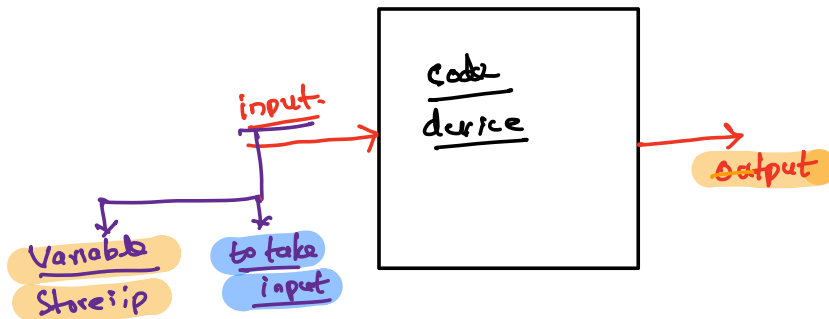 input.
code
device
output
Variable
Store i/p
to take
input